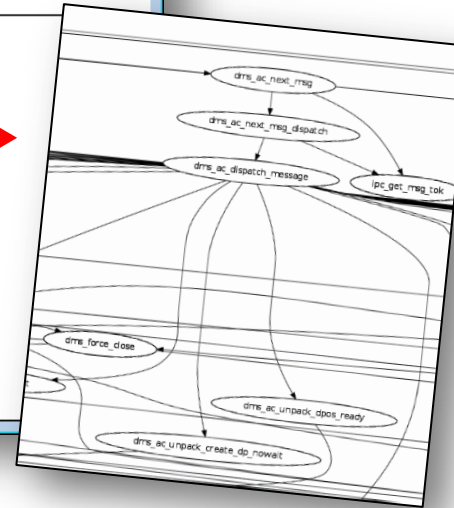 dms_ac_next_msg
dms_ac_next_msg_dispatch
dms_ac_dispatch_message
ipc_get_msg_tok
dms_force_close
dms_ac_unpack_dpos_ready
dms_ac_unpack_create_dp_nowait